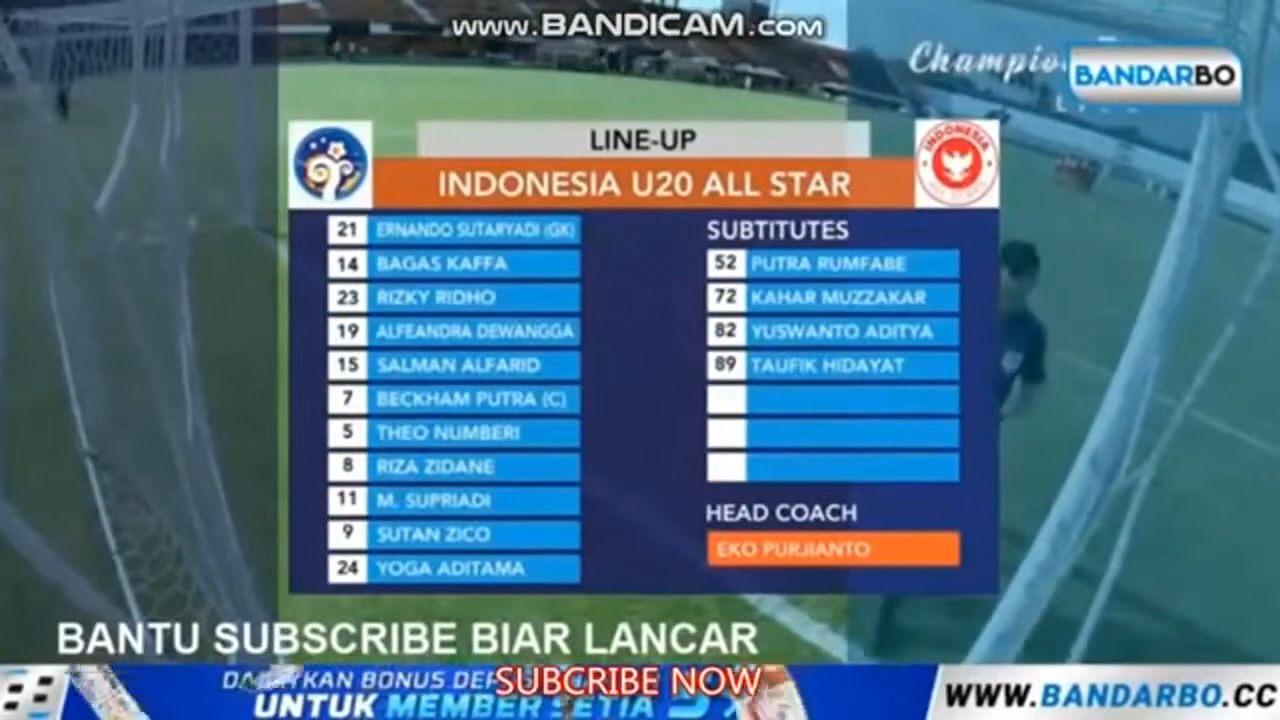 WWW.BANDICAM.COM
Champio
BANDARBO
LINE-UP
INDONESIA
INDONESIA U20 ALL STAR
21 ERNANDO SUTARYADI (GK)
14 BAGAS KAFFA
23 RIZKY RIDHO
19 ALFEANDRA DEWANGGA
15 SALMAN ALFARID
7 BECKHAM PUTRA (C)
5 THEO NUMBERI
8 RIZA ZIDANE
11 M. SUPRIADI
9 SUTAN ZICO
24 YOGA ADITAMA
SUBTITUTES
52 PUTRA RUMFABE
72 KAHAR MUZZAKAR
82 YUSWANTO ADITYA
89 TAUFIK HIDAYAT
HEAD COACH
EKO PURJIANTO
BANTU SUBSCRIBE BIAR LANCAR
BONUS
SUBCRIBE NOW
UNTUK MEMBER SETIA
WWW.BANDARBO.CC